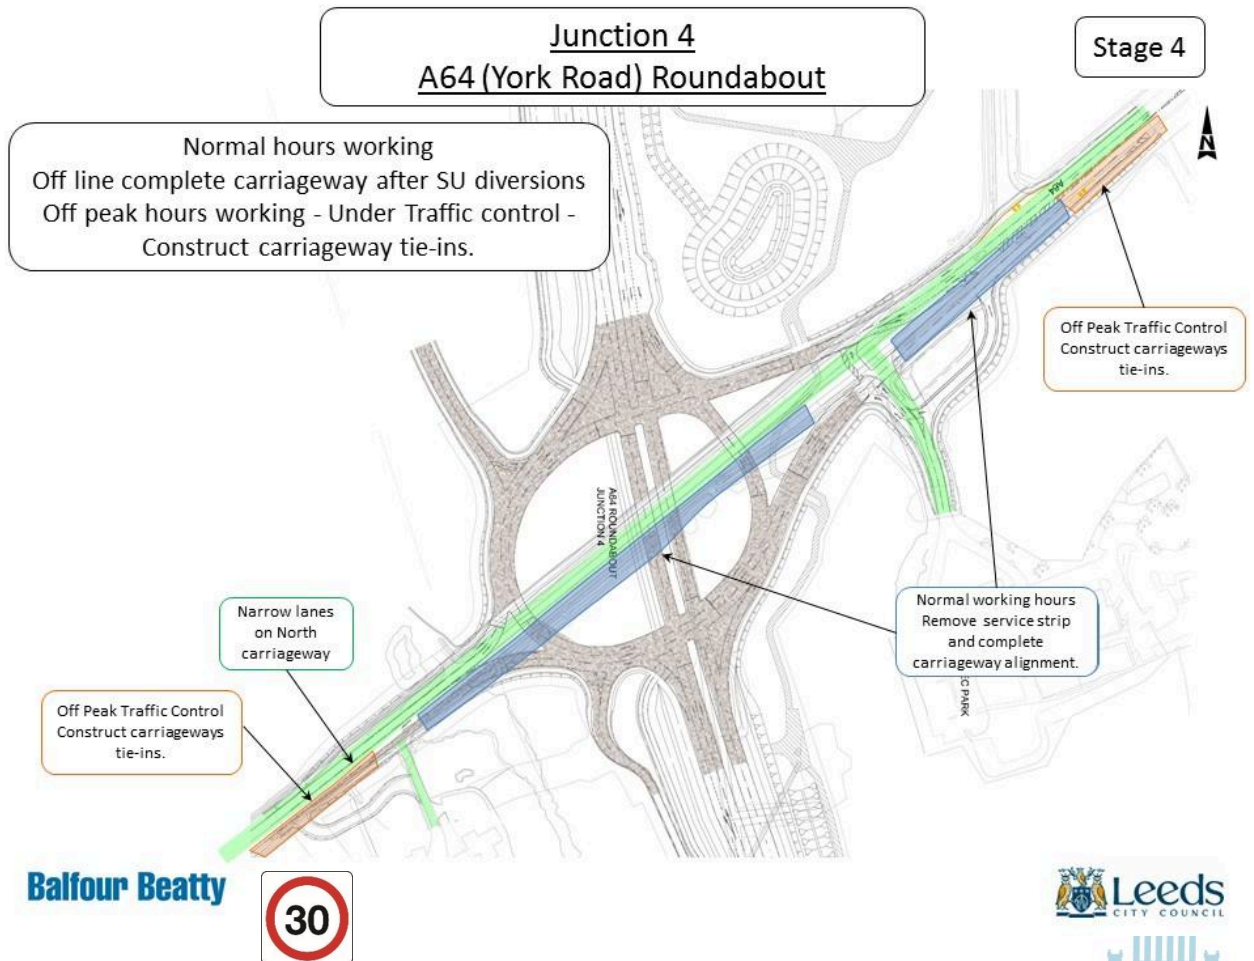 Junction 4
A64 (York Road) Roundabout
Stage 4
Normal hours working
Off line complete carriageway after SU diversions
Off peak hours working - Under Traffic control -
Construct carriageway tie-ins.
N
A64
Off Peak Traffic Control
Construct carriageways
tie-ins.
A64 ROUNDABOUT
JUNCTION 4
Normal working hours
Remove service strip
and complete
carriageway alignment.
EC PARK
Narrow lanes
on North
carriageway
Off Peak Traffic Control
Construct carriageways
tie-ins.
Balfour Beatty
30
Leeds
CITY COUNCIL